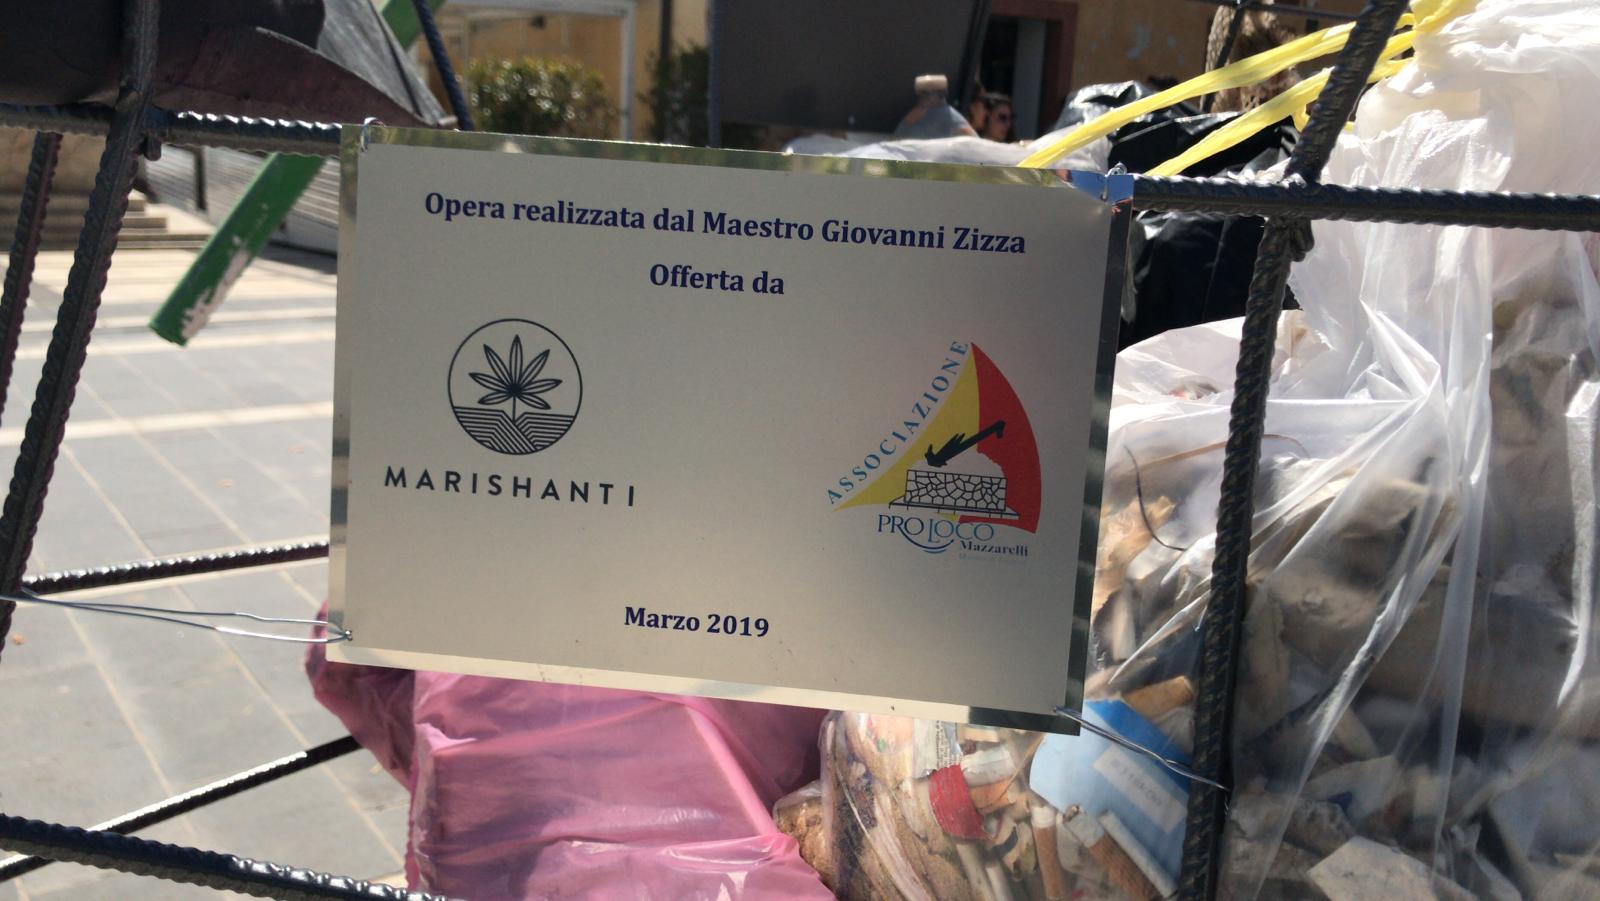 Opera realizzata dal Maestro Giovanni Zizza
Offerta da
MARISHANTI
ASSOCIAZIONE
PRO LOCO
Mazzarelli
Marzo 2019